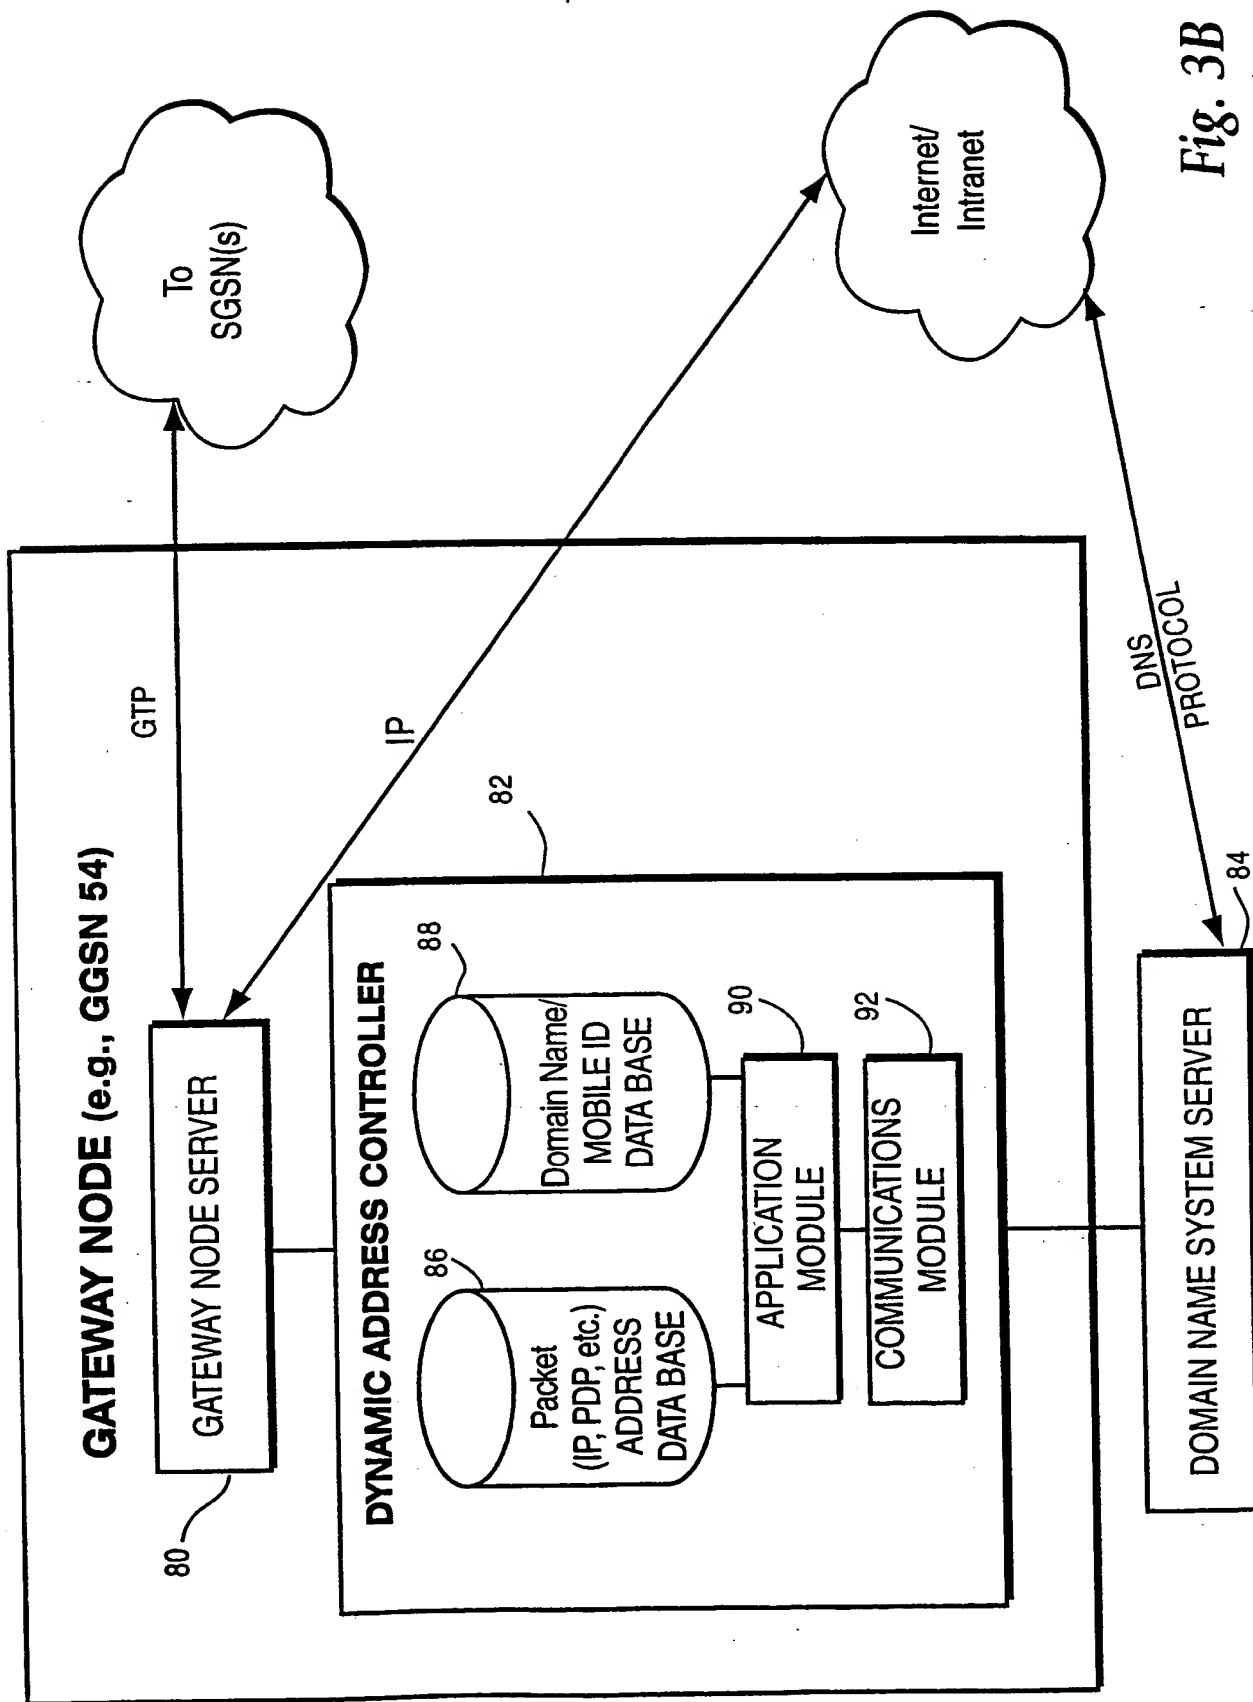 GATEWAY NODE (e.g., GGSN 54)
80
GATEWAY NODE SERVER
GTP
To
SGSN(s)
IP
82
DYNAMIC ADDRESS CONTROLLER
86
Packet
(IP, PDP, etc.)
ADDRESS
DATA BASE
88
Domain Name/
MOBILE ID
DATA BASE
APPLICATION
MODULE
90
COMMUNICATIONS
MODULE
92
Internet/
Intranet
DNS
PROTOCOL
DOMAIN NAME SYSTEM SERVER
84
Fig. 3B